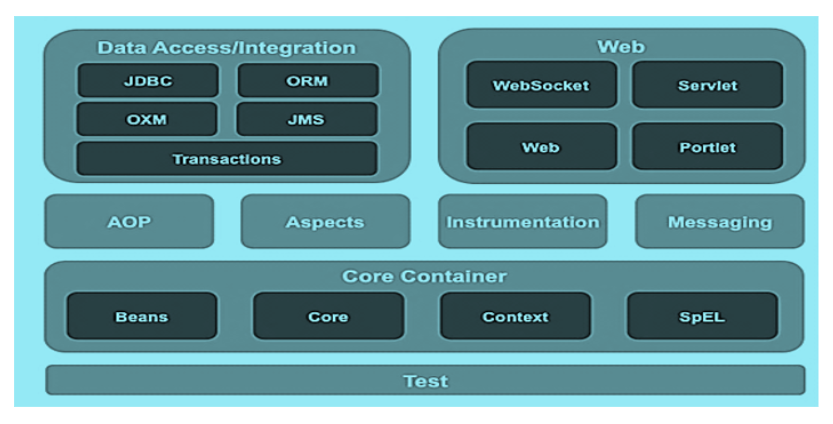 Data Access/Integration
JDBC
ORM
OXM
JMS
Transactions
Web
WebSocket
Servlet
Web
Portlet
AOP
Aspects
Instrumentation
Messaging
Core Container
Beans
Core
Context
SpEL
Test